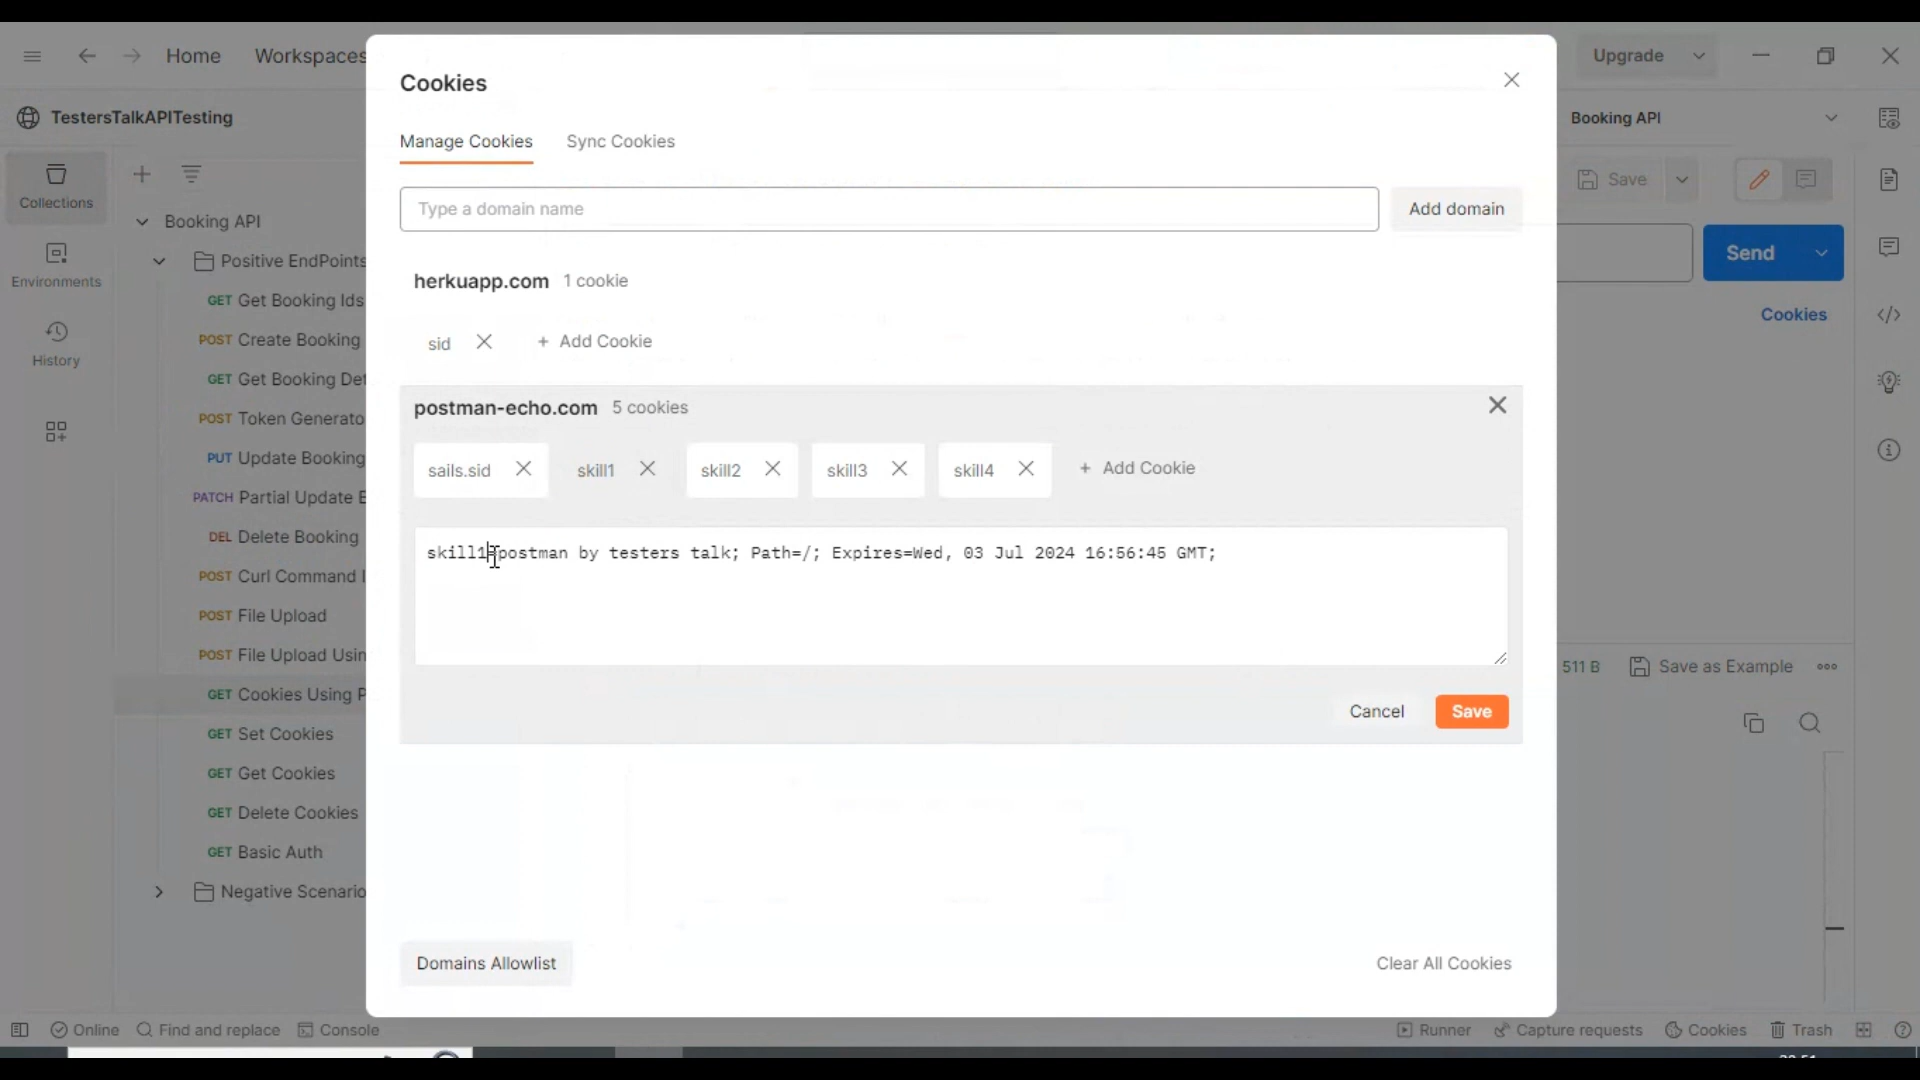 Home
Workspaces
Upgrade
TestersTalkAPITesting
Booking API
Collections
Environments
History
Booking API
Positive EndPoints
GET Get Booking Ids
POST Create Booking
GET Get Booking Det
POST Token Generato
PUT Update Booking
PATCH Partial Update B
DEL Delete Booking
POST Curl Command I
POST File Upload
POST File Upload Usin
GET Cookies Using P
GET Set Cookies
GET Get Cookies
GET Delete Cookies
GET Basic Auth
Negative Scenario
Cookies
Manage Cookies
Sync Cookies
Type a domain name
Add domain
herkuapp.com 1 cookie
sid
+ Add Cookie
postman-echo.com 5 cookies
sails.sid
skill1
skill2
skill3
skill4
+ Add Cookie
skill1=postman by testers talk; Path=/; Expires=Wed, 03 Jul 2024 16:56:45 GMT;
Cancel
Save
Domains Allowlist
Clear All Cookies
Save
Send
Cookies
511 B
Save as Example
Online
Find and replace
Console
Runner
Capture requests
Cookies
Trash